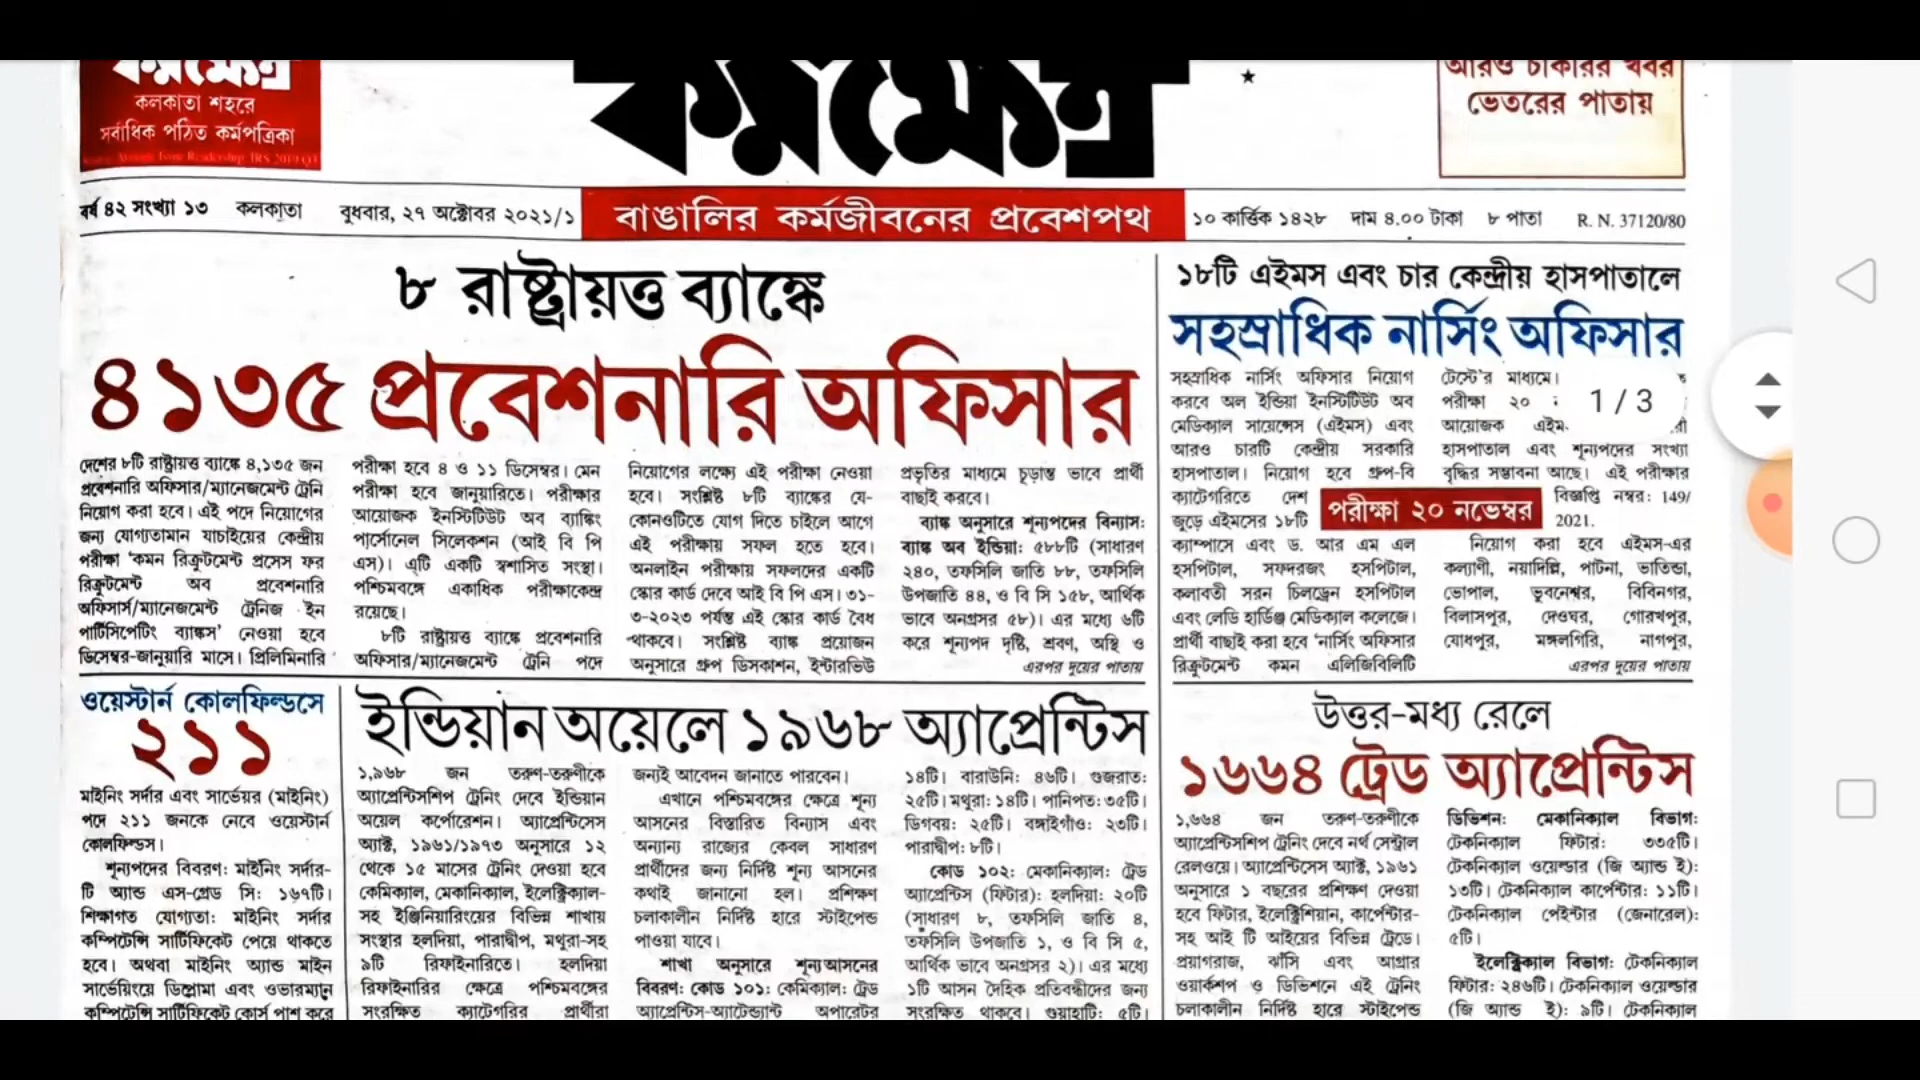 কর্মক্ষেত্র
কলকাতা শহরে
সর্বাধিক পঠিত কর্মপত্রিকা
কর্মক্ষেত্র
আরও চাকরির খবর
ভেতরের পাতায়
বর্ষ ৪২ সংখ্যা ১৩ কলকাতা বুধবার, ২৭ অক্টোবর ২০২১/১
বাঙালির কর্মজীবনের প্রবেশপথ
১০ কার্ত্তিক ১৪২৮ দাম ৪.০০ টাকা ৮ পাতা R. N. 37120/80
৮ রাষ্ট্রায়ত্ত ব্যাঙ্কে
৪১৩৫ প্রবেশনারি অফিসার
দেশের ৮টি রাষ্ট্রায়ত্ত ব্যাঙ্কে ৪,১৩৫ জন
প্রবেশনারি অফিসার/ম্যানেজমেন্ট ট্রেনি
নিয়োগ করা হবে। এই পদে নিয়োগের
জন্য যোগ্যতামান যাচাইয়ের কেন্দ্রীয়
পরীক্ষা ‘কমন রিক্রুটমেন্ট প্রসেস ফর
রিক্রুটমেন্ট অব প্রবেশনারি
অফিসার্স/ম্যানেজমেন্ট ট্রেনিজ ইন
পার্টিসিপেটিং ব্যাঙ্কস’ নেওয়া হবে
ডিসেম্বর-জানুয়ারি মাসে। প্রিলিমিনারি
পরীক্ষা হবে ৪ ও ১১ ডিসেম্বর। মেন
পরীক্ষা হবে জানুয়ারিতে। পরীক্ষার
আয়োজক ইনস্টিটিউট অব ব্যাঙ্কিং
পার্সোনেল সিলেকশন (আই বি পি
এস)। এটি একটি স্বশাসিত সংস্থা।
পশ্চিমবঙ্গে একাধিক পরীক্ষাকেন্দ্র
রয়েছে।
৮টি রাষ্ট্রায়ত্ত ব্যাঙ্কে প্রবেশনারি
অফিসার/ম্যানেজমেন্ট ট্রেনি পদে
নিয়োগের লক্ষ্যে এই পরীক্ষা নেওয়া
হবে। সংশ্লিষ্ট ৮টি ব্যাঙ্কের যে-
কোনওটিতে যোগ দিতে চাইলে আগে
এই পরীক্ষায় সফল হতে হবে।
অনলাইন পরীক্ষায় সফলদের একটি
স্কোর কার্ড দেবে আই বি পি এস। ৩১-
৩-২০২৩ পর্যন্ত এই স্কোর কার্ড বৈধ
থাকবে। সংশ্লিষ্ট ব্যাঙ্ক প্রয়োজন
অনুসারে গ্রুপ ডিসকাশন, ইন্টারভিউ
প্রভৃতির মাধ্যমে চূড়ান্ত ভাবে প্রার্থী
বাছাই করবে।
ব্যাঙ্ক অনুসারে শূন্যপদের বিন্যাস:
ব্যাঙ্ক অব ইন্ডিয়া: ৫৮৮টি (সাধারণ
২৪০, তফসিলি জাতি ৮৮, তফসিলি
উপজাতি ৪৪, ও বি সি ১৫৮, আর্থিক
ভাবে অনগ্রসর ৫৮)। এর মধ্যে ৬টি
করে শূন্যপদ দৃষ্টি, শ্রবণ, অস্থি ও
এরপর দুয়ের পাতায়
১৮টি এইমস এবং চার কেন্দ্রীয় হাসপাতালে
সহস্রাধিক নার্সিং অফিসার
সহস্রাধিক নার্সিং অফিসার নিয়োগ
করবে অল ইন্ডিয়া ইনস্টিটিউট অব
মেডিক্যাল সায়েন্সেস (এইমস) এবং
আরও চারটি কেন্দ্রীয় সরকারি
হাসপাতাল। নিয়োগ হবে গ্রুপ-বি
ক্যাটেগরিতে দেশ
জুড়ে এইমসের ১৮টি
ক্যাম্পাসে এবং ড. আর এম এল
হসপিটাল, সফদরজং হসপিটাল,
কলাবতী সরন চিলড্রেন হসপিটাল
এবং লেডি হার্ডিঞ্জ মেডিক্যাল কলেজে।
প্রার্থী বাছাই করা হবে ‘নার্সিং অফিসার
রিক্রুটমেন্ট কমন এলিজিবিলিটি
পরীক্ষা ২০ নভেম্বর
টেস্টে’র মাধ্যমে।
পরীক্ষা ২০
আয়োজক এইম
হাসপাতাল এবং শূন্যপদের সংখ্যা
বৃদ্ধির সম্ভাবনা আছে। এই পরীক্ষার
বিজ্ঞপ্তি নম্বর: 149/
2021.
নিয়োগ করা হবে এইমস-এর
কল্যাণী, নয়াদিল্লি, পাটনা, ভাতিন্ডা,
ভোপাল, ভুবনেশ্বর, বিবিনগর,
বিলাসপুর, দেওঘর, গোরখপুর,
যোধপুর, মঙ্গলগিরি, নাগপুর,
এরপর দুয়ের পাতায়
1 / 3
ওয়েস্টার্ন কোলফিল্ডসে
২১১
মাইনিং সর্দার এবং সার্ভেয়র (মাইনিং)
পদে ২১১ জনকে নেবে ওয়েস্টার্ন
কোলফিল্ডস।
শূন্যপদের বিবরণ: মাইনিং সর্দার-
টি অ্যান্ড এস-গ্রেড সি: ১৬৭টি।
শিক্ষাগত যোগ্যতা: মাইনিং সর্দার
কম্পিটেন্সি সার্টিফিকেট পেয়ে থাকতে
হবে। অথবা মাইনিং অ্যান্ড মাইন
সার্ভেয়িংয়ে ডিপ্লোমা এবং ওভারম্যান
কম্পিটেন্সি সার্টিফিকেট কোর্স পাশ করে
ইন্ডিয়ান অয়েলে ১৯৬৮ অ্যাপ্রেন্টিস
১,৯৬৮ জন তরুণ-তরুণীকে
অ্যাপ্রেন্টিসশিপ ট্রেনিং দেবে ইন্ডিয়ান
অয়েল কর্পোরেশন। অ্যাপ্রেন্টিসেস
অ্যাক্ট, ১৯৬১/১৯৭৩ অনুসারে ১২
থেকে ১৫ মাসের ট্রেনিং দেওয়া হবে
কেমিক্যাল, মেকানিক্যাল, ইলেক্ট্রিক্যাল-
সহ ইঞ্জিনিয়ারিংয়ের বিভিন্ন শাখায়
সংস্থার হলদিয়া, পারাদ্বীপ, মথুরা-সহ
৯টি রিফাইনারিতে। হলদিয়া
রিফাইনারির ক্ষেত্রে পশ্চিমবঙ্গের
সংরক্ষিত ক্যাটেগরির প্রার্থীরা
জন্যই আবেদন জানাতে পারবেন।
এখানে পশ্চিমবঙ্গের ক্ষেত্রে শূন্য
আসনের বিস্তারিত বিন্যাস এবং
অন্যান্য রাজ্যের কেবল সাধারণ
প্রার্থীদের জন্য নির্দিষ্ট শূন্য আসনের
কথাই জানানো হল। প্রশিক্ষণ
চলাকালীন নির্দিষ্ট হারে স্টাইপেন্ড
পাওয়া যাবে।
শাখা অনুসারে শূন্যআসনের
বিবরণ: কোড ১০১: কেমিক্যাল: ট্রেড
অ্যাপ্রেন্টিস-অ্যাটেন্ড্যান্ট অপারেটর
১৪টি। বারাউনি: ৪৬টি। গুজরাত:
২৫টি। মথুরা: ১৪টি। পানিপত: ৩৫টি।
ডিগবয়: ২৫টি। বঙ্গাইগাঁও: ২৩টি।
পারাদ্বীপ: ৮টি।
কোড ১০২: মেকানিক্যাল: ট্রেড
অ্যাপ্রেন্টিস (ফিটার): হলদিয়া: ২০টি
(সাধারণ ৮, তফসিলি জাতি ৪,
তফসিলি উপজাতি ১, ও বি সি ৫,
আর্থিক ভাবে অনগ্রসর ২)। এর মধ্যে
১টি আসন দৈহিক প্রতিবন্ধীদের জন্য
সংরক্ষিত থাকবে। গুয়াহাটি: ৫টি।
উত্তর-মধ্য রেলে
১৬৬৪ ট্রেড অ্যাপ্রেন্টিস
১,৬৬৪ জন তরুণ-তরুণীকে
অ্যাপ্রেন্টিসশিপ ট্রেনিং দেবে নর্থ সেন্ট্রাল
রেলওয়ে। অ্যাপ্রেন্টিসেস অ্যাক্ট, ১৯৬১
অনুসারে ১ বছরের প্রশিক্ষণ দেওয়া
হবে ফিটার, ইলেক্ট্রিশিয়ান, কার্পেন্টার-
সহ আই টি আইয়ের বিভিন্ন ট্রেডে।
প্রয়াগরাজ, ঝাঁসি এবং আগ্রার
ওয়ার্কশপ ও ডিভিশনে এই ট্রেনিং
চলাকালীন নির্দিষ্ট হারে স্টাইপেন্ড
ডিভিশন: মেকানিক্যাল বিভাগ:
টেকনিক্যাল ফিটার: ৩৩৫টি।
টেকনিক্যাল ওয়েল্ডার (জি অ্যান্ড ই):
১৩টি। টেকনিক্যাল কার্পেন্টার: ১১টি।
টেকনিক্যাল পেইন্টার (জেনারেল):
৫টি।
ইলেক্ট্রিক্যাল বিভাগ: টেকনিক্যাল
ফিটার: ২৪৬টি। টেকনিক্যাল ওয়েল্ডার
(জি অ্যান্ড ই): ৯টি। টেকনিক্যাল